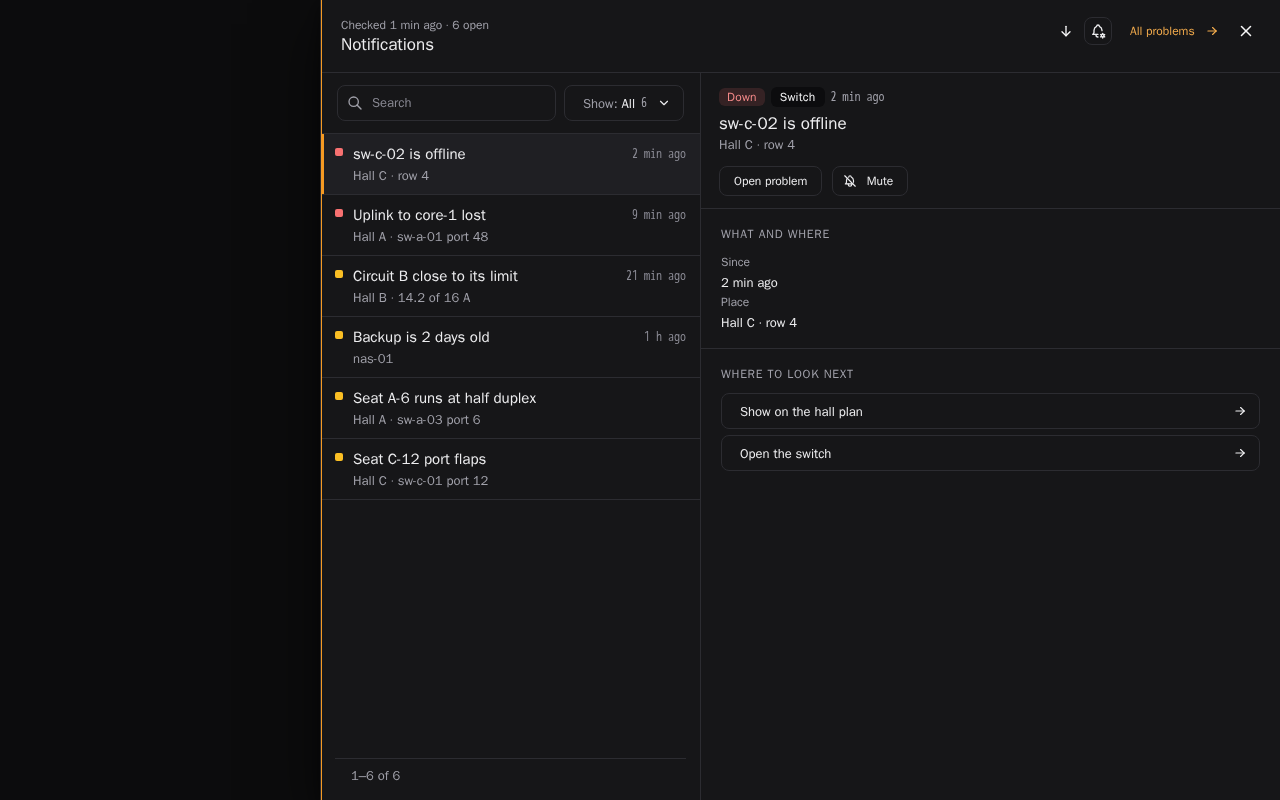 Checked 1 min ago · 6 open
Notifications
All problems
Search
Show: All 6
sw-c-02 is offline 2 min ago
Hall C · row 4
Uplink to core-1 lost 9 min ago
Hall A · sw-a-01 port 48
Circuit B close to its limit 21 min ago
Hall B · 14.2 of 16 A
Backup is 2 days old 1 h ago
nas-01
Seat A-6 runs at half duplex
Hall A · sw-a-03 port 6
Seat C-12 port flaps
Hall C · sw-c-01 port 12
1–6 of 6
Down Switch 2 min ago
sw-c-02 is offline
Hall C · row 4
Open problem Mute
WHAT AND WHERE
Since
2 min ago
Place
Hall C · row 4
WHERE TO LOOK NEXT
Show on the hall plan
Open the switch